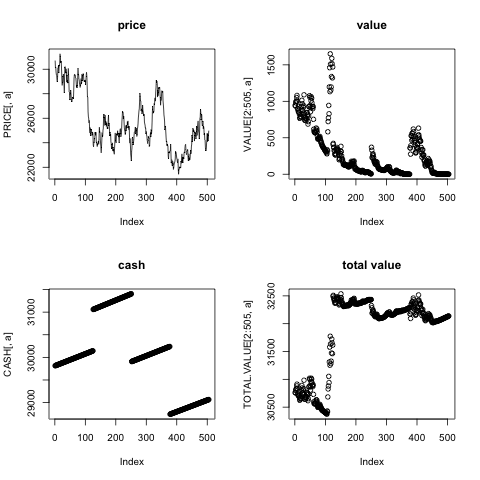 price
PRICE[, a]
22000 26000 30000
0 100 200 300 400 500
Index
value
VALUE[2:505, a]
0 500 1000 1500
0 100 200 300 400 500
Index
cash
CASH[, a]
29000 30000 31000
0 100 200 300 400 500
Index
total value
TOTAL.VALUE[2:505, a]
30500 31500 32500
0 100 200 300 400 500
Index